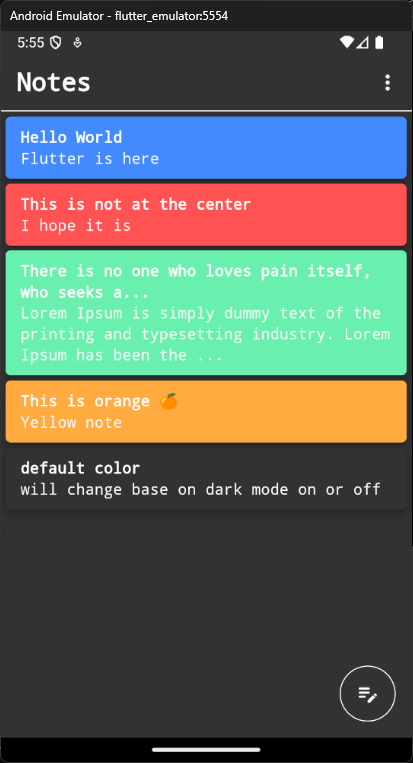 Android Emulator - flutter_emulator:5554
5:55
Notes
Hello World
Flutter is here
This is not at the center
I hope it is
There is no one who loves pain itself,
who seeks a...
Lorem Ipsum is simply dummy text of the
printing and typesetting industry. Lorem
Ipsum has been the ...
This is orange 🍊
Yellow note
default color
will change base on dark mode on or off